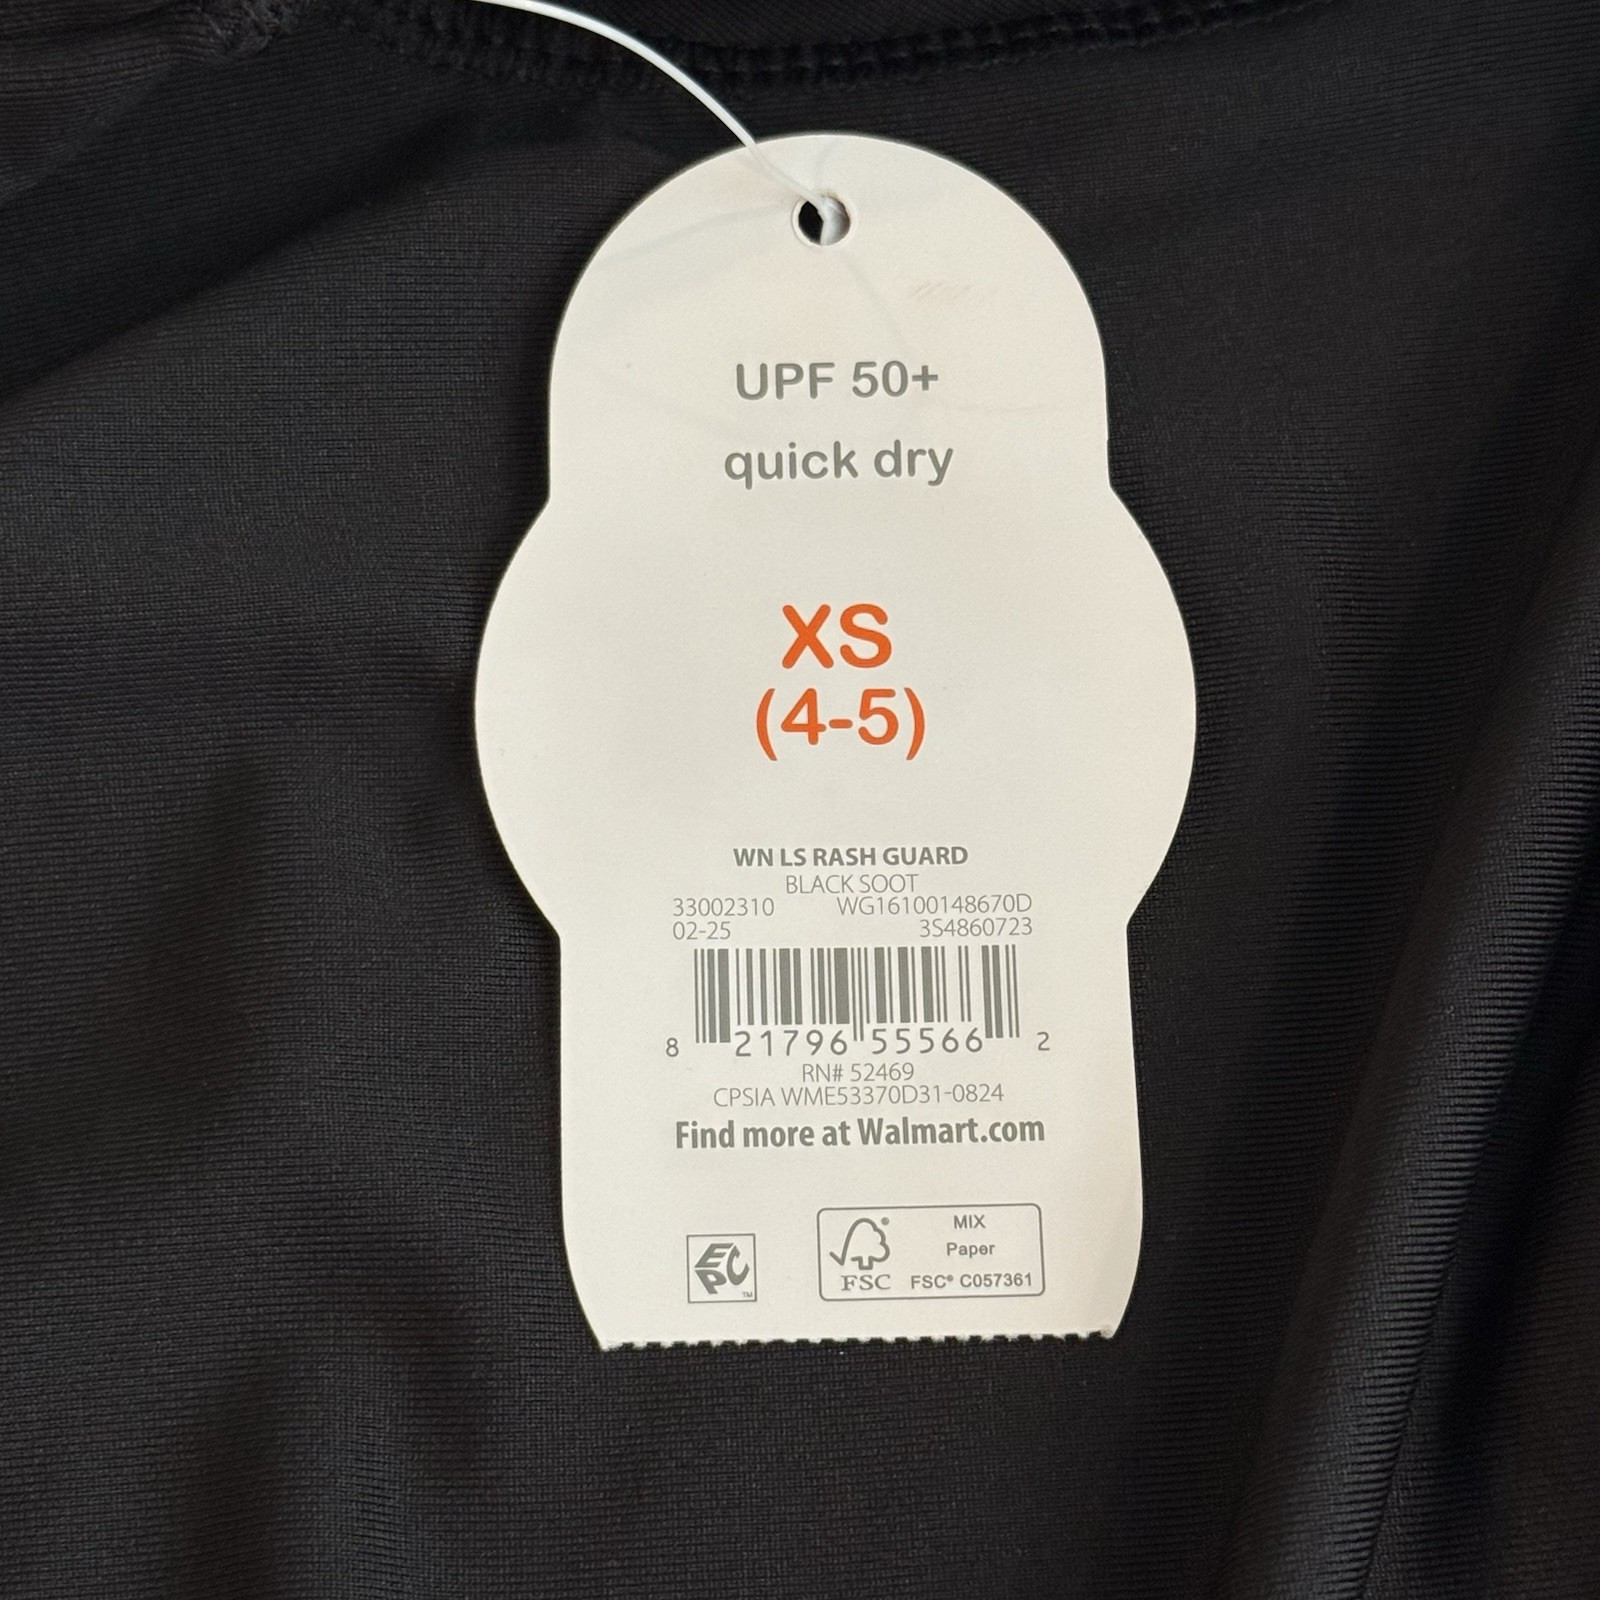 UPF 50+
quick dry
XS
(4-5)
WN LS RASH GUARD
BLACK SOOT
33002310 WG16100148670D
02-25 3S4860723
8 21796 55566 2
RN# 52469
CPSIA WME53370D31-0824
Find more at Walmart.com
EPC TM
MIX
Paper
FSC FSC® C057361